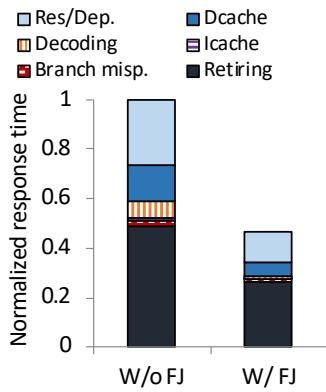 Res/Dep. Dcache
Decoding Icache
Branch misp. Retiring
Normalized response time
1
0.8
0.6
0.4
0.2
0
W/o FJ W/ FJ